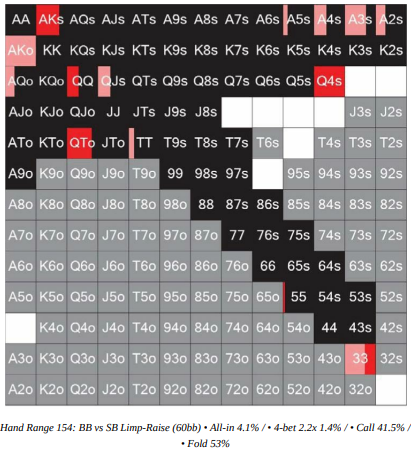 AA AKs AQs AJs ATs A9s A8s A7s A6s A5s A4s A3s A2s
AKo KK KQs KJs KTs K9s K8s K7s K6s K5s K4s K3s K2s
AQo KQo QQ QJs QTs Q9s Q8s Q7s Q6s Q5s Q4s
AJo KJo QJo JJ JTs J9s J8s J3s J2s
ATo KTo QTo JTo TT T9s T8s T7s T6s T4s T3s T2s
A9o K9o Q9o J9o T9o 99 98s 97s 95s 94s 93s 92s
A8o K8o Q8o J8o T8o 98o 88 87s 86s 85s 84s 83s 82s
A7o K7o Q7o J7o T7o 97o 87o 77 76s 75s 74s 73s 72s
A6o K6o Q6o J6o T6o 96o 86o 76o 66 65s 64s 63s 62s
A5o K5o Q5o J5o T5o 95o 85o 75o 65o 55 54s 53s 52s
K4o Q4o J4o T4o 94o 84o 74o 64o 54o 44 43s 42s
A3o K3o Q3o J3o T3o 93o 83o 73o 63o 53o 43o 33 32s
A2o K2o Q2o J2o T2o 92o 82o 72o 62o 52o 42o 32o
Hand Range 154: BB vs SB Limp-Raise (60bb) • All-in 4.1% / • 4-bet 2.2x 1.4% / • Call 41.5% /
• Fold 53%